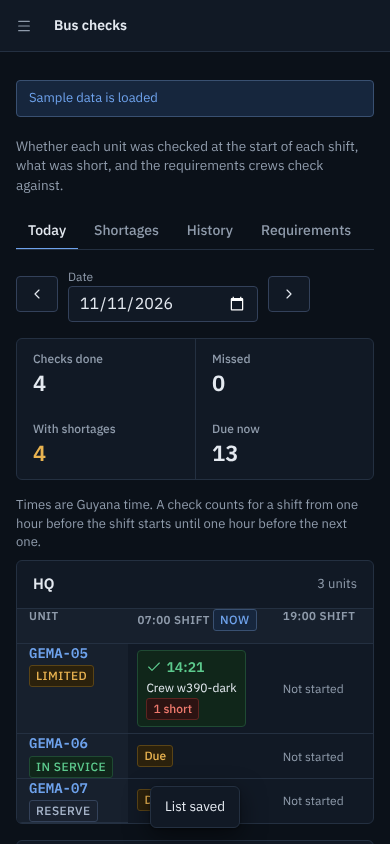 Bus checks
Sample data is loaded
Whether each unit was checked at the start of each shift,
what was short, and the requirements crews check
against.
Today Shortages History Requirements
Date
11/11/2026
Checks done Missed
4 0
With shortages Due now
4 13
Times are Guyana time. A check counts for a shift from one
hour before the shift starts until one hour before the next
one.
HQ 3 units
UNIT 07:00 SHIFT NOW 19:00 SHIFT
GEMA-05
LIMITED
14:21
Crew w390-dark
1 short
Not started
GEMA-06
IN SERVICE
Due
Not started
GEMA-07
RESERVE
Not started
List saved